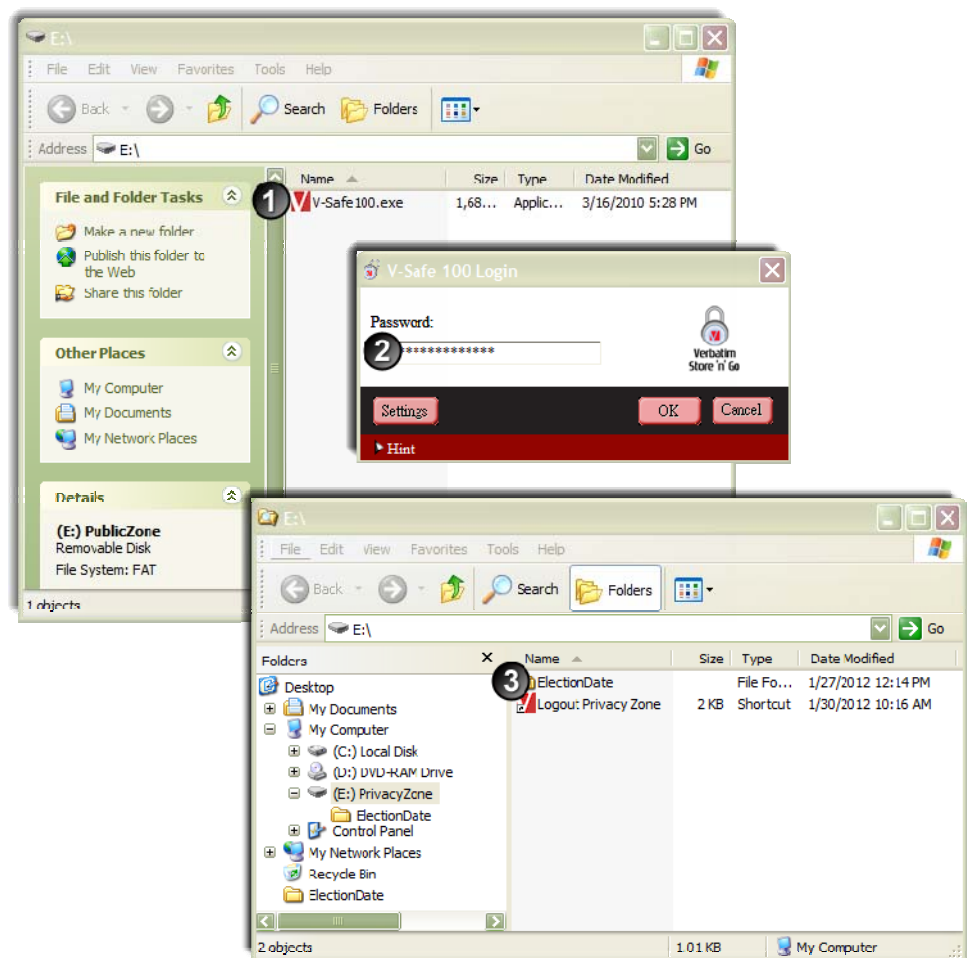 E:\
File Edit View Favorites Tools Help
Back Search Folders
Address E:\ Go
Name Size Type Date Modified
1 V-Safe100.exe 1,68... Applic... 3/16/2010 5:28 PM
File and Folder Tasks
Make a new folder
Publish this folder to
the Web
Share this folder
Other Places
My Computer
My Documents
My Network Places
Details
(E:) PublicZone
Removable Disk
File System: FAT
1 objects
V-Safe 100 Login
Password:
2 *************
Verbatim
Store 'n' Go
Settings OK Cancel
Hint
E:\
File Edit View Favorites Tools Help
Back Search Folders
Address E:\ Go
Folders X
Desktop
My Documents
My Computer
(C:) Local Disk
(D:) DVD-RAM Drive
(E:) PrivacyZone
ElectionDate
Control Panel
My Network Places
Recycle Bin
ElectionDate
Name Size Type Date Modified
3 ElectionDate File Fo... 1/27/2012 12:14 PM
Logout Privacy Zone 2 KB Shortcut 1/30/2012 10:16 AM
2 objects 1.01 KB My Computer